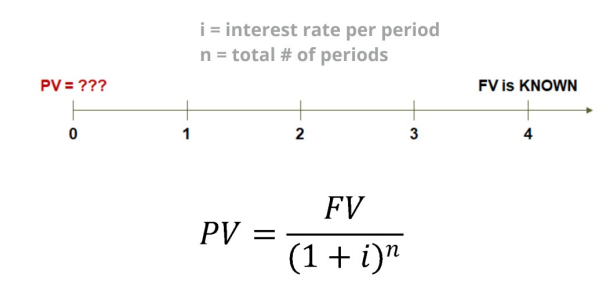 i = interest rate per period
n = total # of periods
PV = ??? FV is KNOWN
0 1 2 3 4
PV = FV / (1 + i)^n